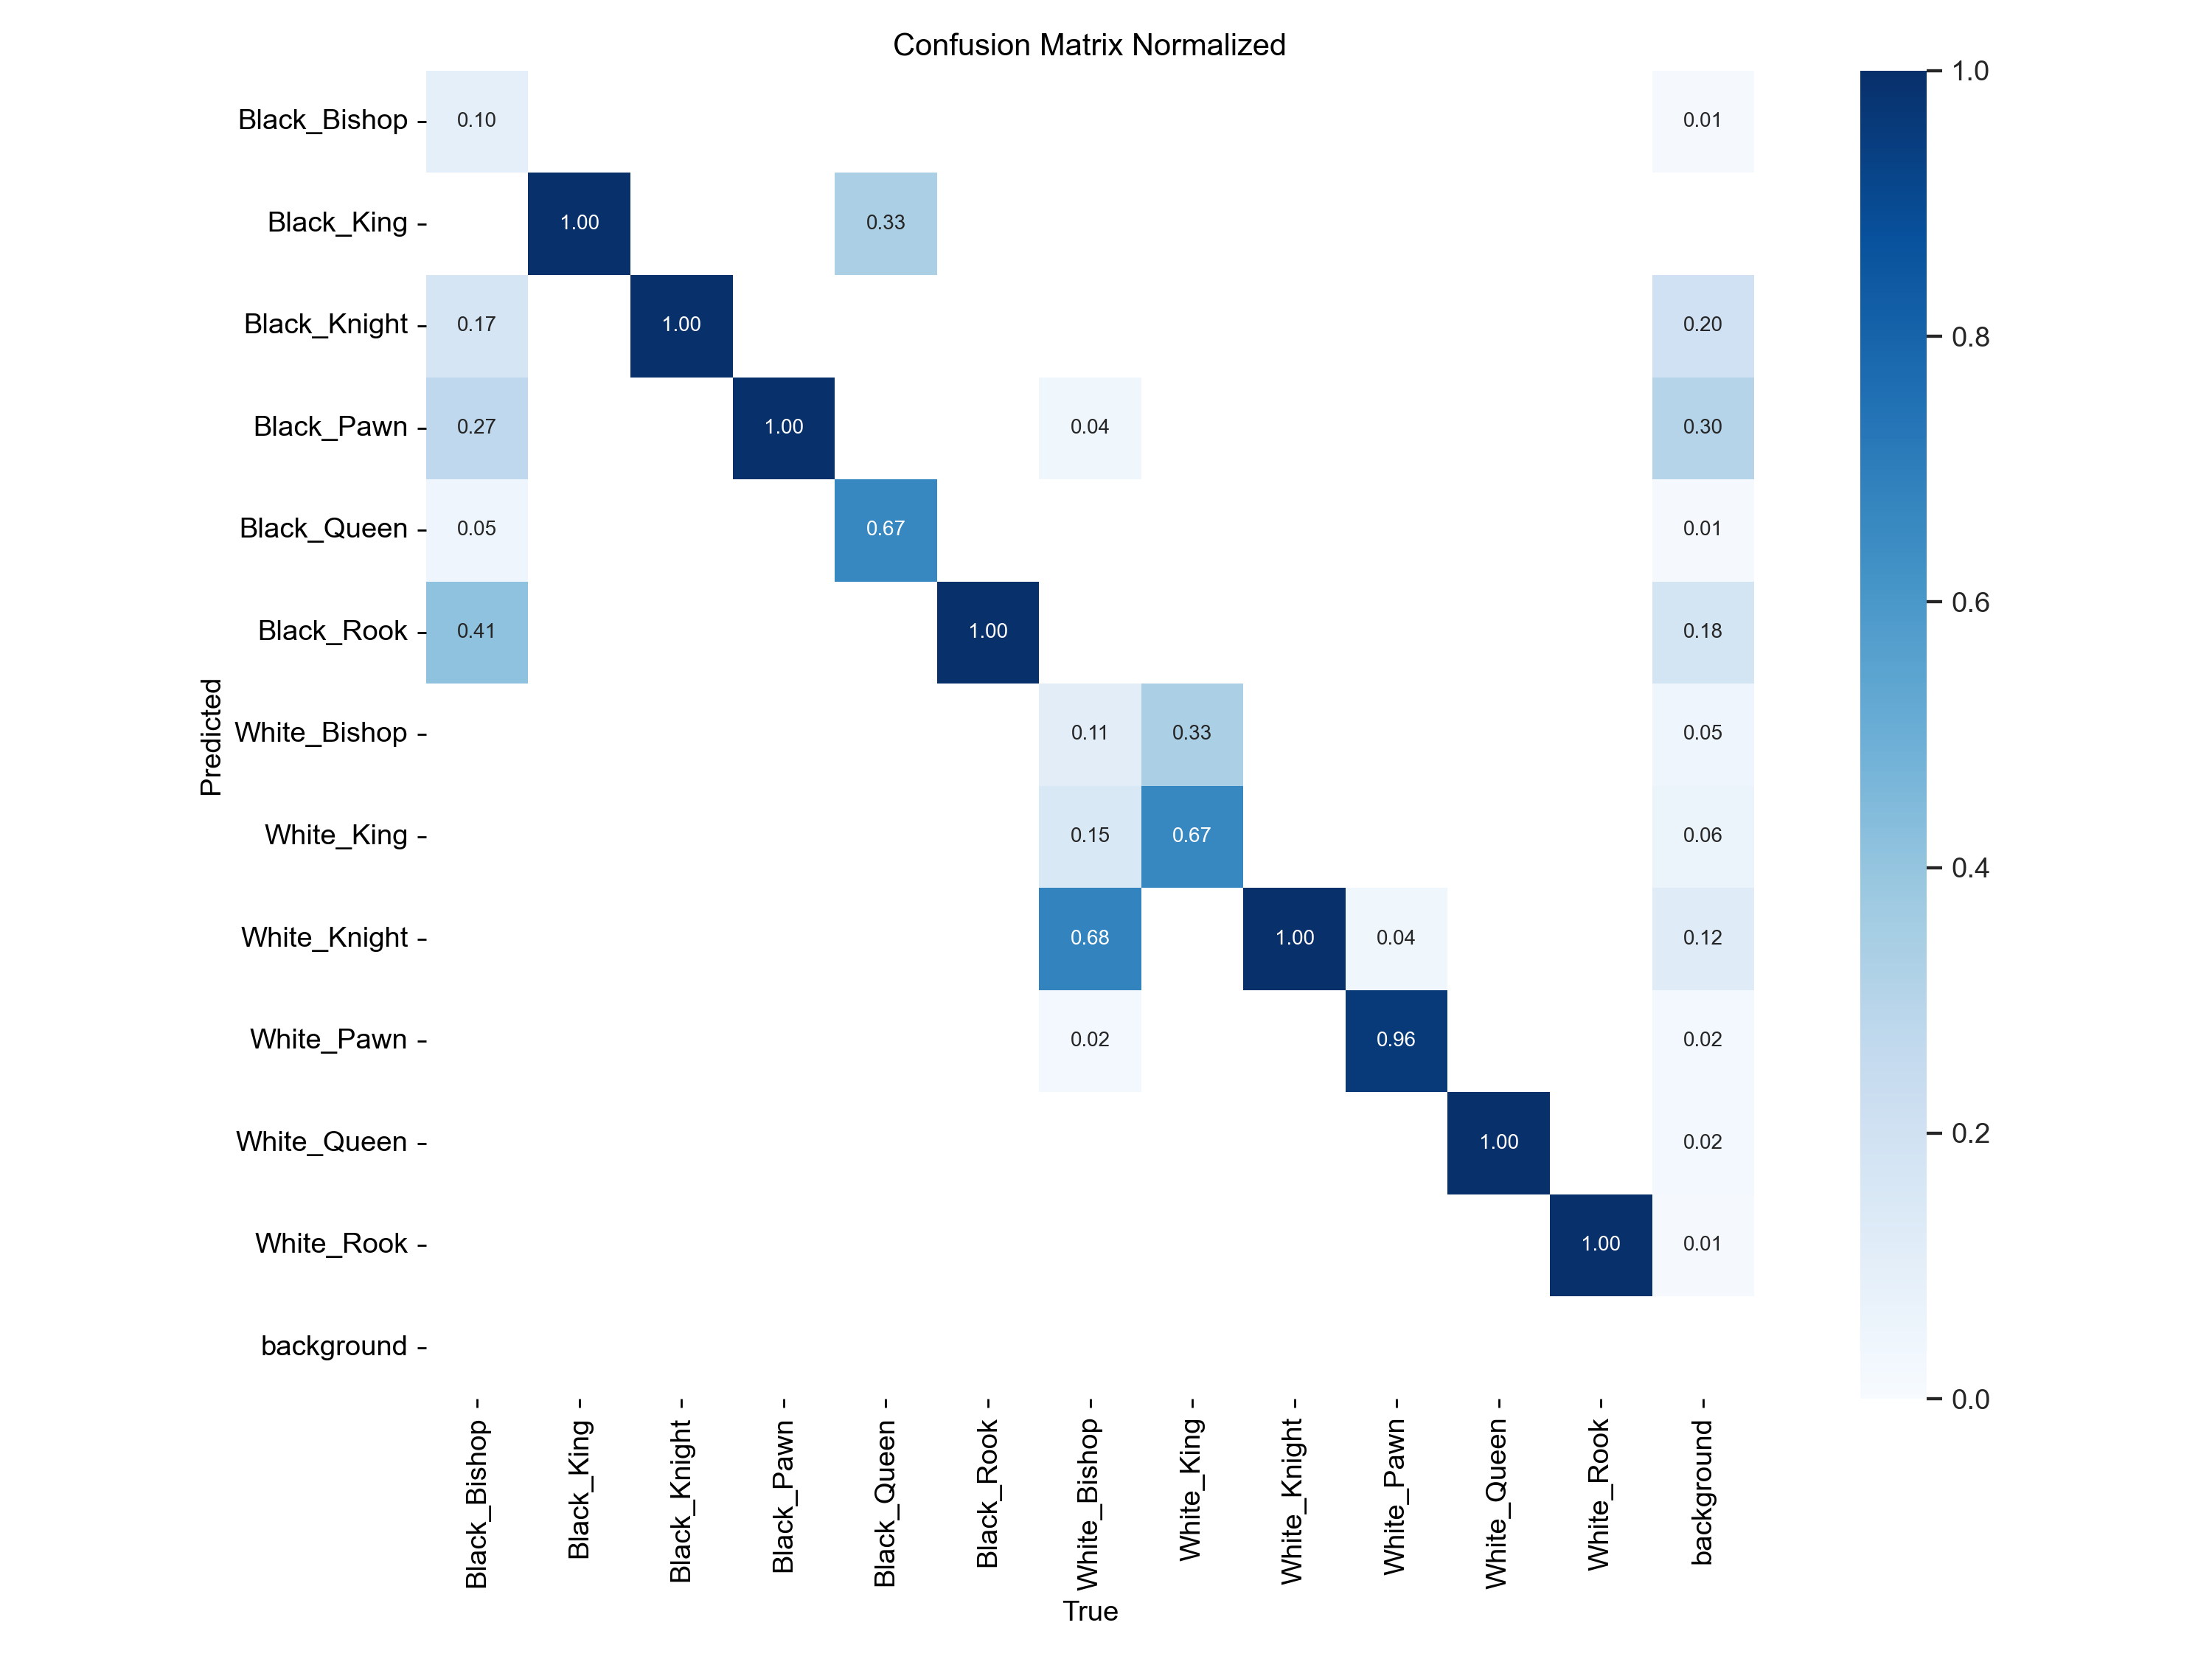 Confusion Matrix Normalized
Black_Bishop 0.10 0.01
Black_King 1.00 0.33
Black_Knight 0.17 1.00 0.20
Black_Pawn 0.27 1.00 0.04 0.30
Black_Queen 0.05 0.67 0.01
Black_Rook 0.41 1.00 0.18
White_Bishop 0.11 0.33 0.05
White_King 0.15 0.67 0.06
White_Knight 0.68 1.00 0.04 0.12
White_Pawn 0.02 0.96 0.02
White_Queen 1.00 0.02
White_Rook 1.00 0.01
background
Predicted
Black_Bishop
Black_King
Black_Knight
Black_Pawn
Black_Queen
Black_Rook
White_Bishop
White_King
White_Knight
White_Pawn
White_Queen
White_Rook
background
True
1.0
0.8
0.6
0.4
0.2
0.0